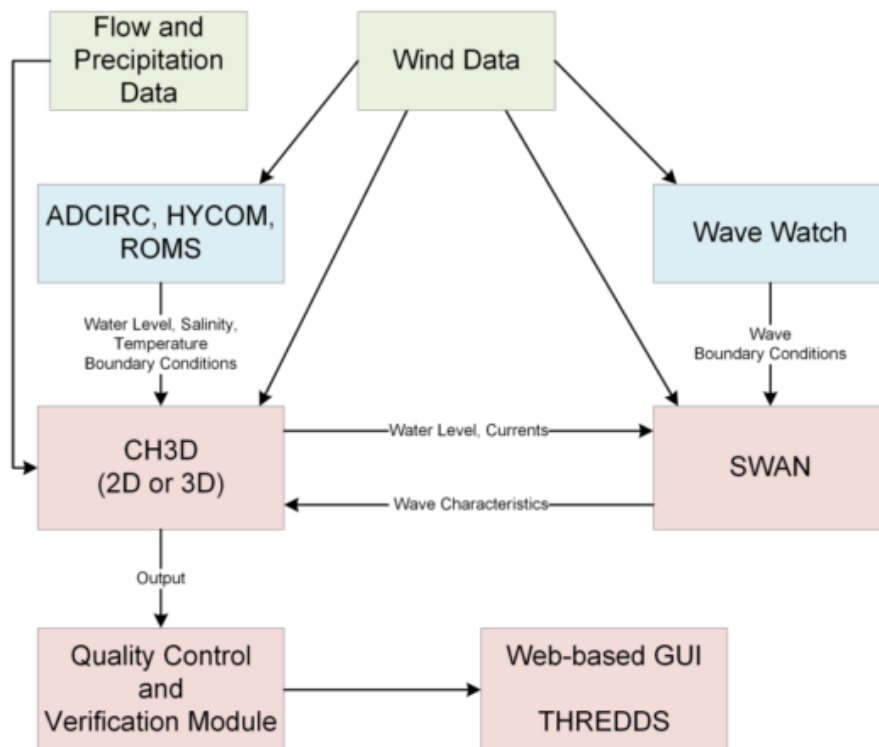 Flow and
Precipitation
Data
Wind Data
ADCIRC, HYCOM,
ROMS
Wave Watch
Water Level, Salinity,
Temperature
Boundary Conditions
Wave
Boundary Conditions
CH3D
(2D or 3D)
Water Level, Currents
SWAN
Wave Characteristics
Output
Quality Control
and
Verification Module
Web-based GUI
THREDDS